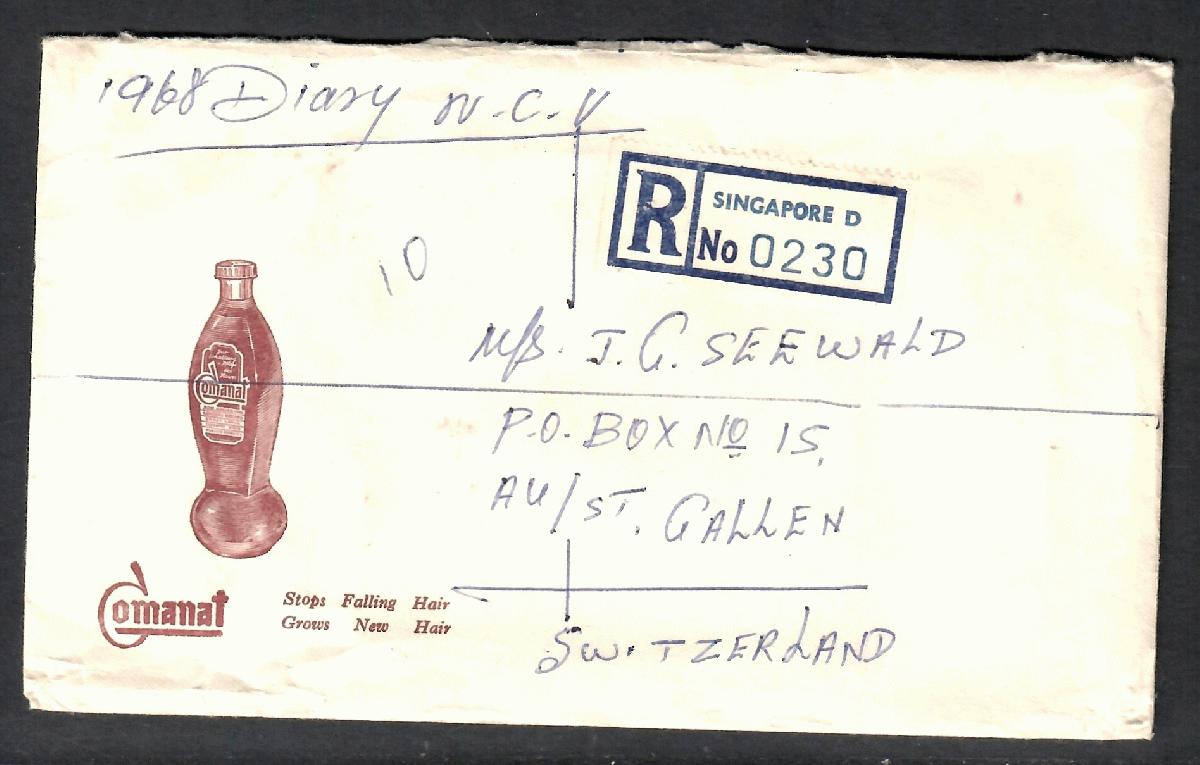 1968 Diary N.C.V
R SINGAPORE D
No 0230
10
M/s. J.G. SEEWALD
P.O. BOX No 15,
AU/ST. GALLEN
SWITZERLAND
Comanat
Comanat
Stops Falling Hair
Grows New Hair